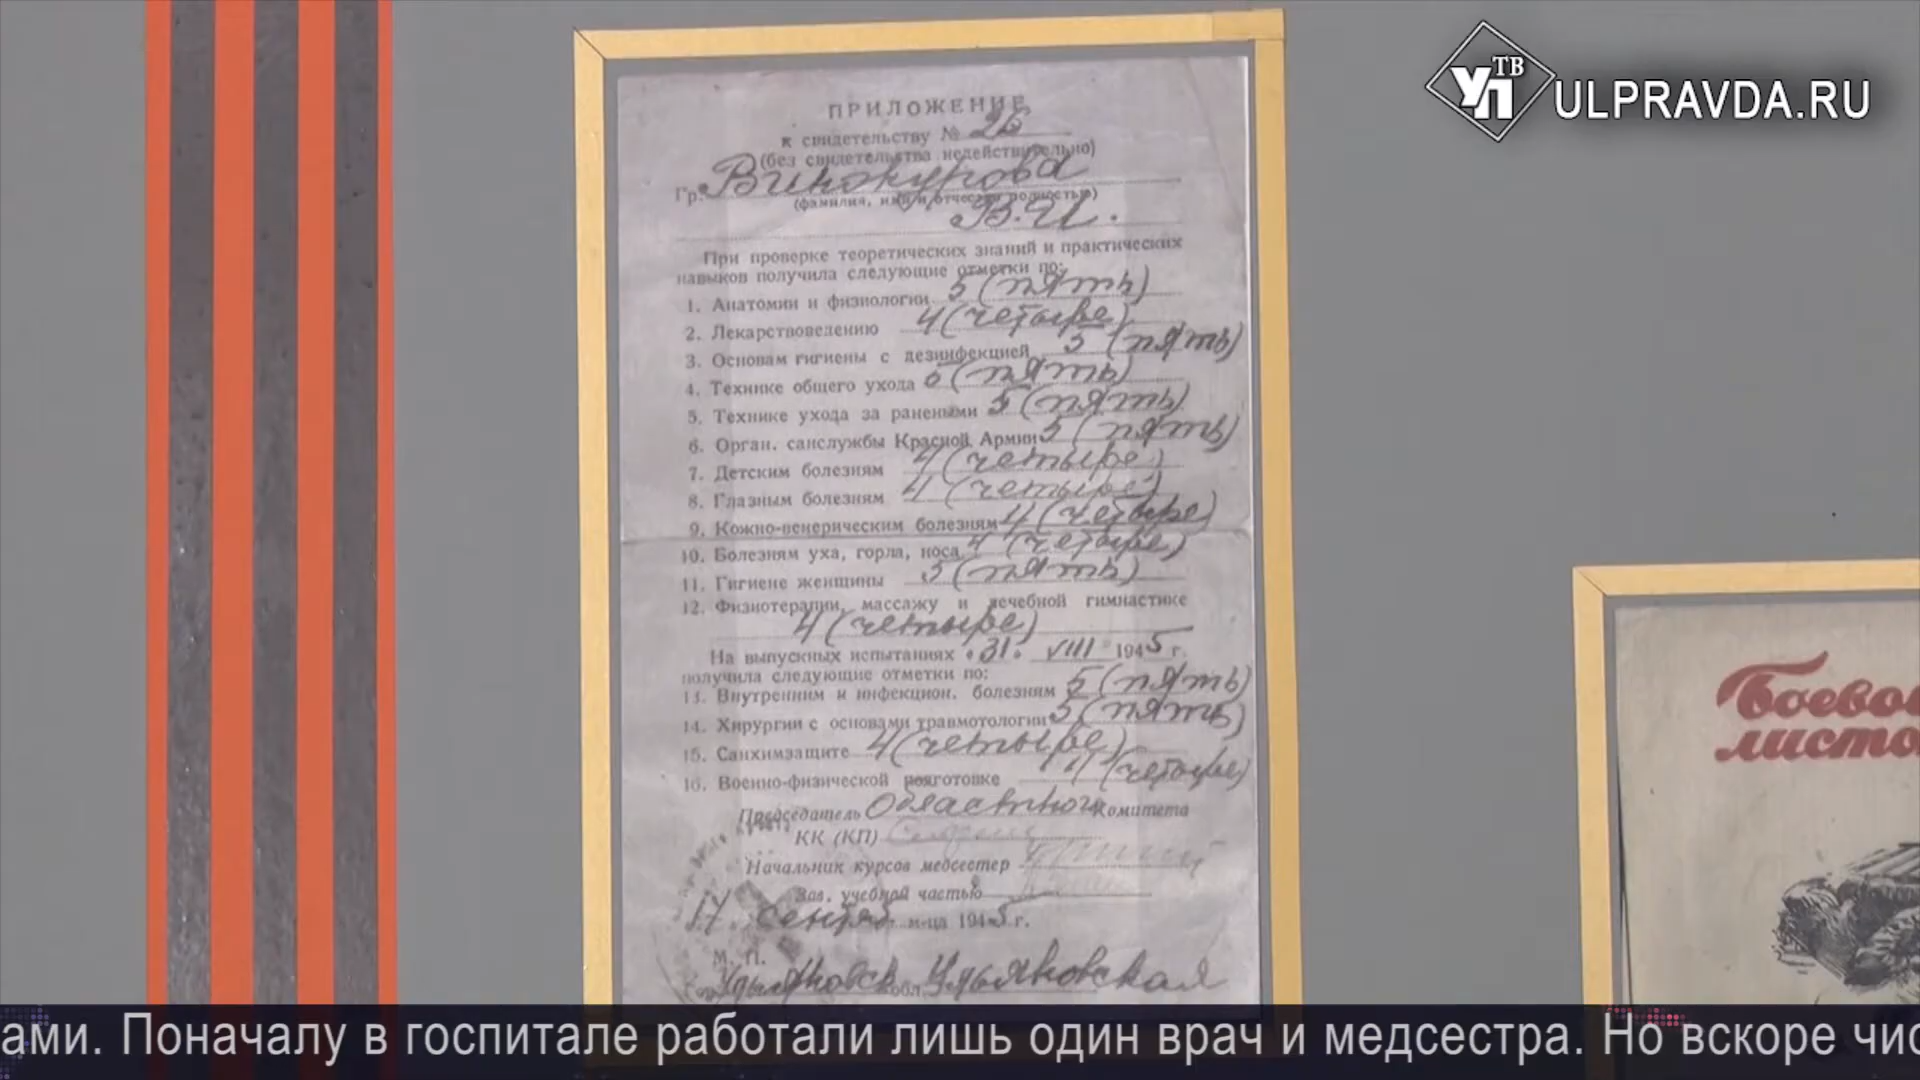 УП ТВ ULPRAVDA.RU
ПРИЛОЖЕНИЕ
к свидетельству № 26
(без свидетельства недействительно)
Гр. Винокурова
(фамилия, имя и отчество полностью)
В.И.
При проверке теоретических знаний и практических
навыков получила следующие отметки по:
1. Анатомии и физиологии 5 (пять)
2. Лекарствоведению 4 (четыре)
3. Основам гигиены с дезинфекцией 5 (пять)
4. Технике общего ухода 5 (пять)
5. Технике ухода за ранеными 5 (пять)
6. Орган. санслужбы Красной Армии 5 (пять)
7. Детским болезням 4 (четыре)
8. Глазным болезням 4 (четыре)
9. Кожно-венерическим болезням 4 (четыре)
10. Болезням уха, горла, носа 4 (четыре)
11. Гигиене женщины 5 (пять)
12. Физиотерапии, массажу и лечебной гимнастике
4 (четыре)
На выпускных испытаниях "31" VIII 1945 г.
получила следующие отметки по:
13. Внутренним и инфекцион. болезням 5 (пять)
14. Хирургии с основами травмотологии 5 (пять)
15. Санхимзащите 4 (четыре)
16. Военно-физической подготовке 4 (четыре)
Председатель Областного Комитета
КК (КП)
Начальник курсов медсестер
Зав. учебной частью
м-ца 1945 г.
М. П.
Гор. Ульяновск обл. Ульяновская
Боевой
листо
ами. Поначалу в госпитале работали лишь один врач и медсестра. Но вскоре чис